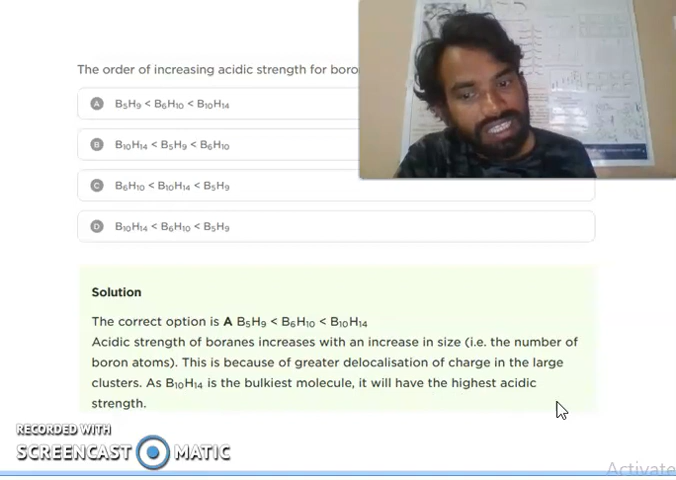 The order of increasing acidic strength for boro
A B₅H₉ < B₆H₁₀ < B₁₀H₁₄
B B₁₀H₁₄ < B₅H₉ < B₆H₁₀
C B₆H₁₀ < B₁₀H₁₄ < B₅H₉
D B₁₀H₁₄ < B₆H₁₀ < B₅H₉
Solution
The correct option is A B₅H₉ < B₆H₁₀ < B₁₀H₁₄
Acidic strength of boranes increases with an increase in size (i.e. the number of
boron atoms). This is because of greater delocalisation of charge in the large
clusters. As B₁₀H₁₄ is the bulkiest molecule, it will have the highest acidic
strength.
RECORDED WITH
SCREENCAST MATIC
Activate